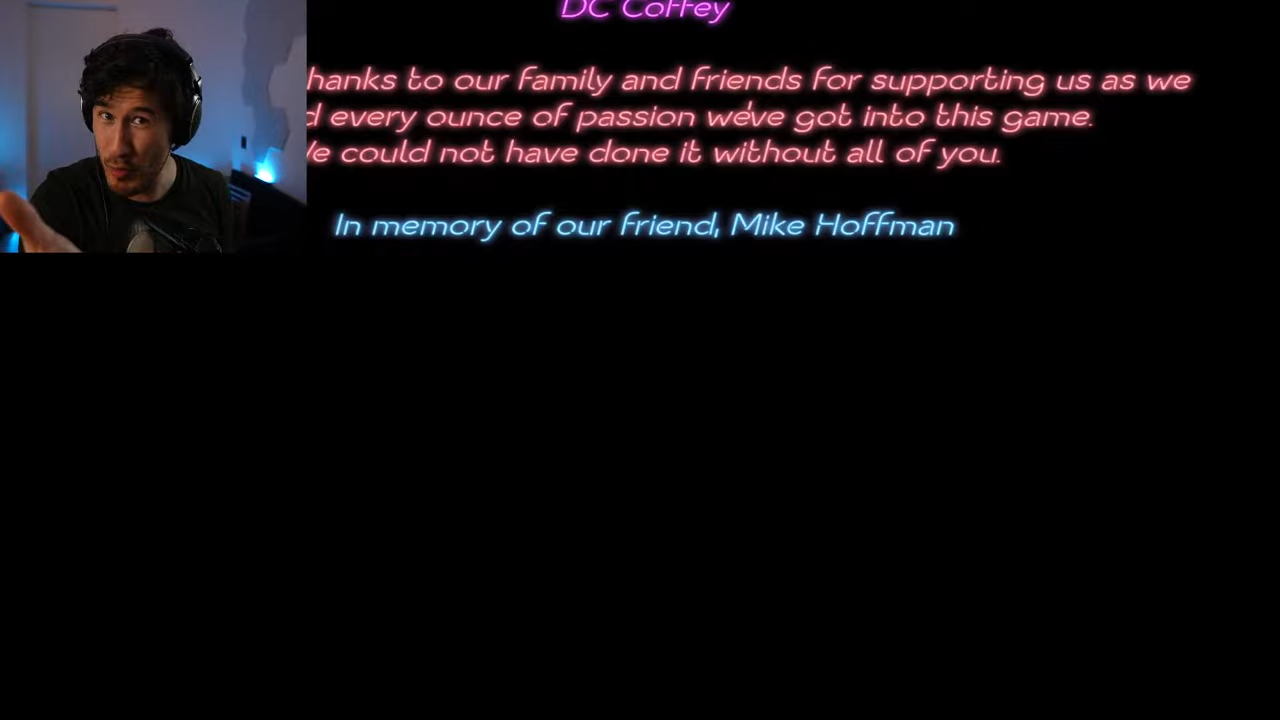 DC Coffey
hanks to our family and friends for supporting us as we
d every ounce of passion we've got into this game.
We could not have done it without all of you.
In memory of our friend, Mike Hoffman